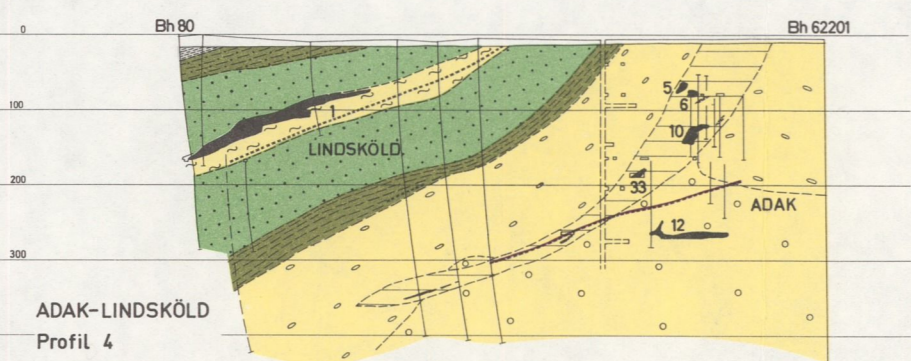 Bh 80
Bh 62201
0
100
200
300
1
LINDSKÖLD
5
6
10
33
12
ADAK
ADAK-LINDSKÖLD
Profil 4